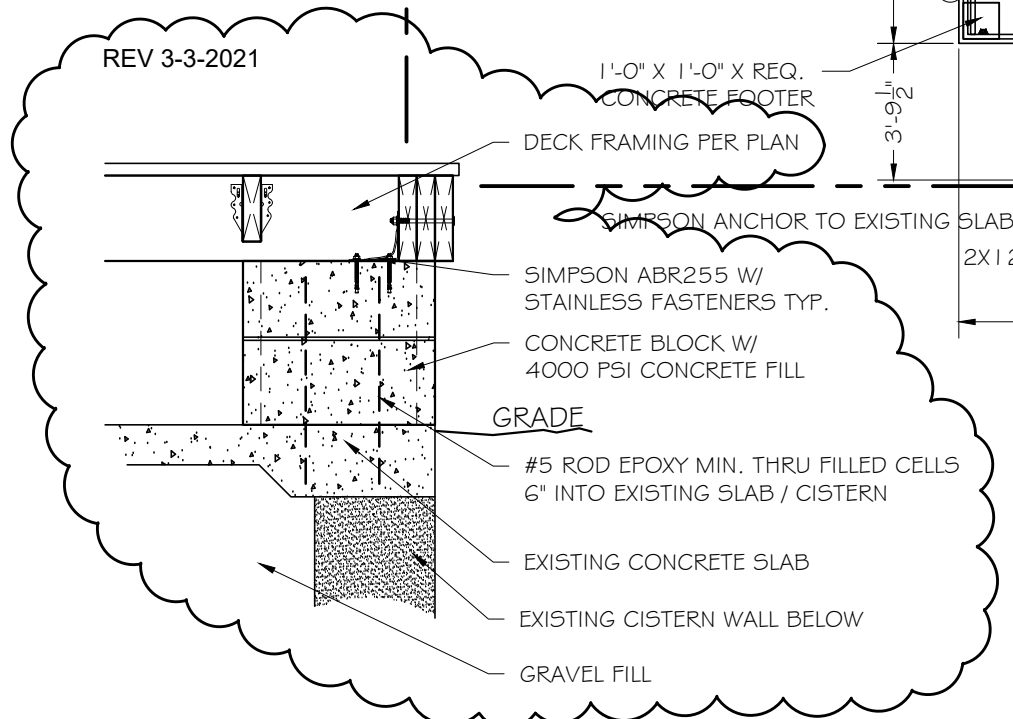 REV 3-3-2021
1'-0" X 1'-0" X REQ.
CONCRETE FOOTER
3'-9 1/2"
DECK FRAMING PER PLAN
SIMPSON ANCHOR TO EXISTING SLAB
2X12
SIMPSON ABR255 W/
STAINLESS FASTENERS TYP.
CONCRETE BLOCK W/
4000 PSI CONCRETE FILL
GRADE
#5 ROD EPOXY MIN. THRU FILLED CELLS
6" INTO EXISTING SLAB / CISTERN
EXISTING CONCRETE SLAB
EXISTING CISTERN WALL BELOW
GRAVEL FILL